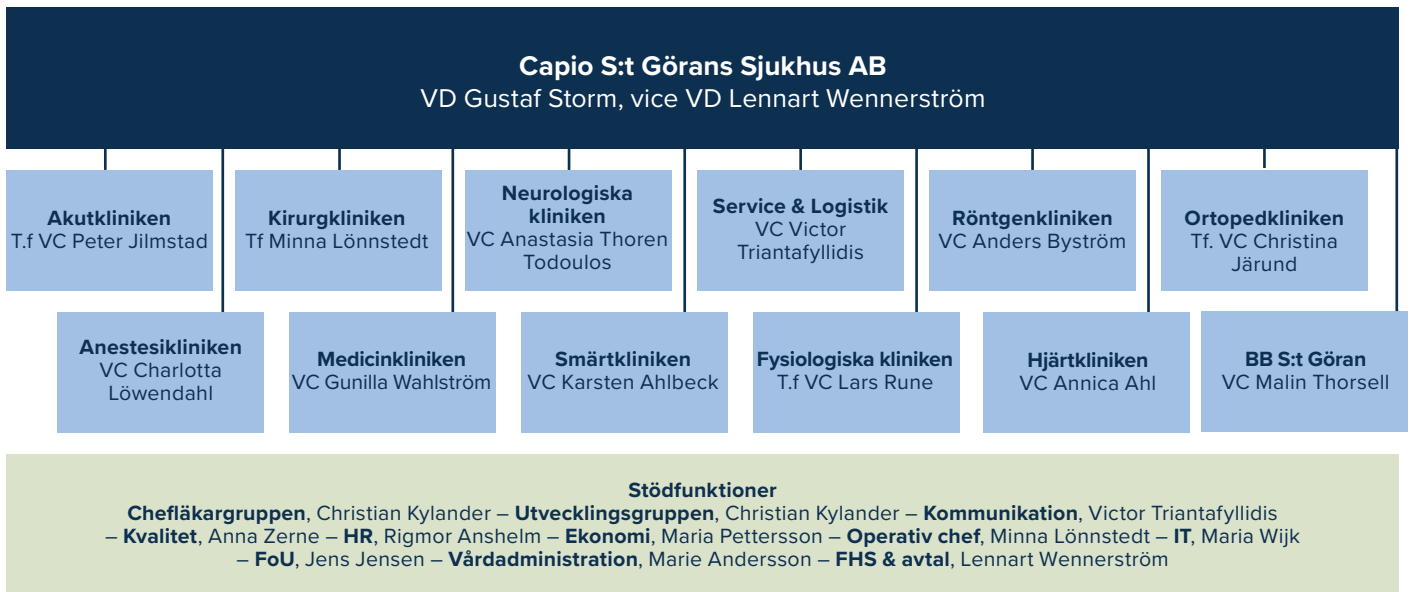 Capio S:t Görans Sjukhus AB
VD Gustaf Storm, vice VD Lennart Wennerström
Akutkliniken
T.f VC Peter Jilmstad
Kirurgkliniken
Tf Minna Lönnstedt
Neurologiska
kliniken
VC Anastasia Thoren
Todoulos
Service & Logistik
VC Victor
Triantafyllidis
Röntgenkliniken
VC Anders Byström
Ortopedkliniken
Tf. VC Christina
Järund
Anestesikliniken
VC Charlotta
Löwendahl
Medicinkliniken
VC Gunilla Wahlström
Smärtkliniken
VC Karsten Ahlbeck
Fysiologiska kliniken
T.f VC Lars Rune
Hjärtkliniken
VC Annica Ahl
BB S:t Göran
VC Malin Thorsell
Stödfunktioner
Chefläkargruppen, Christian Kylander – Utvecklingsgruppen, Christian Kylander – Kommunikation, Victor Triantafyllidis
– Kvalitet, Anna Zerne – HR, Rigmor Anshelm – Ekonomi, Maria Pettersson – Operativ chef, Minna Lönnstedt – IT, Maria Wijk
– FoU, Jens Jensen – Vårdadministration, Marie Andersson – FHS & avtal, Lennart Wennerström